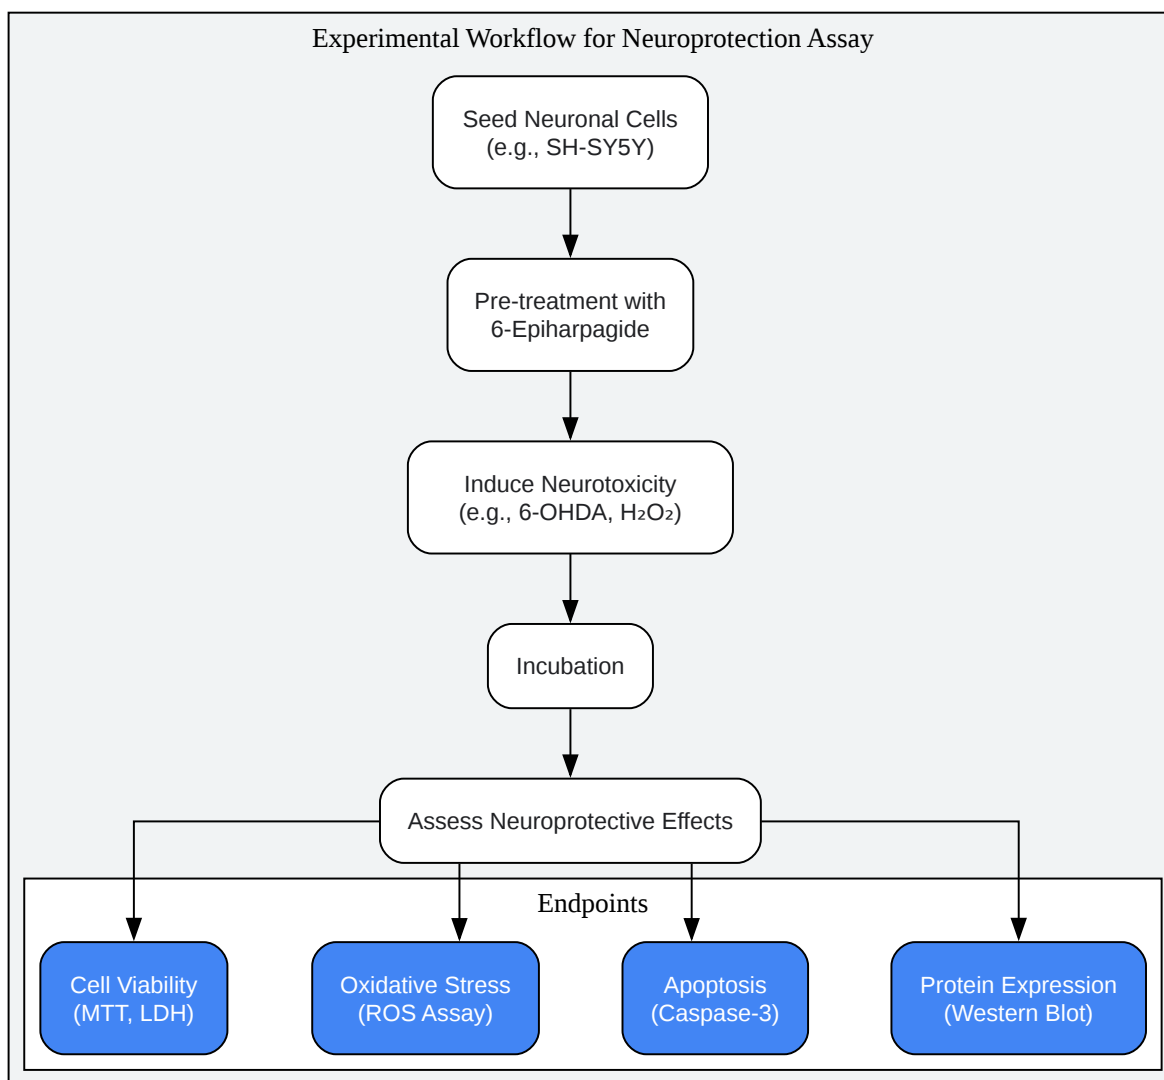 Experimental Workflow for Neuroprotection Assay
Seed Neuronal Cells
(e.g., SH-SY5Y)
Pre-treatment with
6-Epiharpagide
Induce Neurotoxicity
(e.g., 6-OHDA, H₂O₂)
Incubation
Assess Neuroprotective Effects
Endpoints
Cell Viability
(MTT, LDH)
Oxidative Stress
(ROS Assay)
Apoptosis
(Caspase-3)
Protein Expression
(Western Blot)